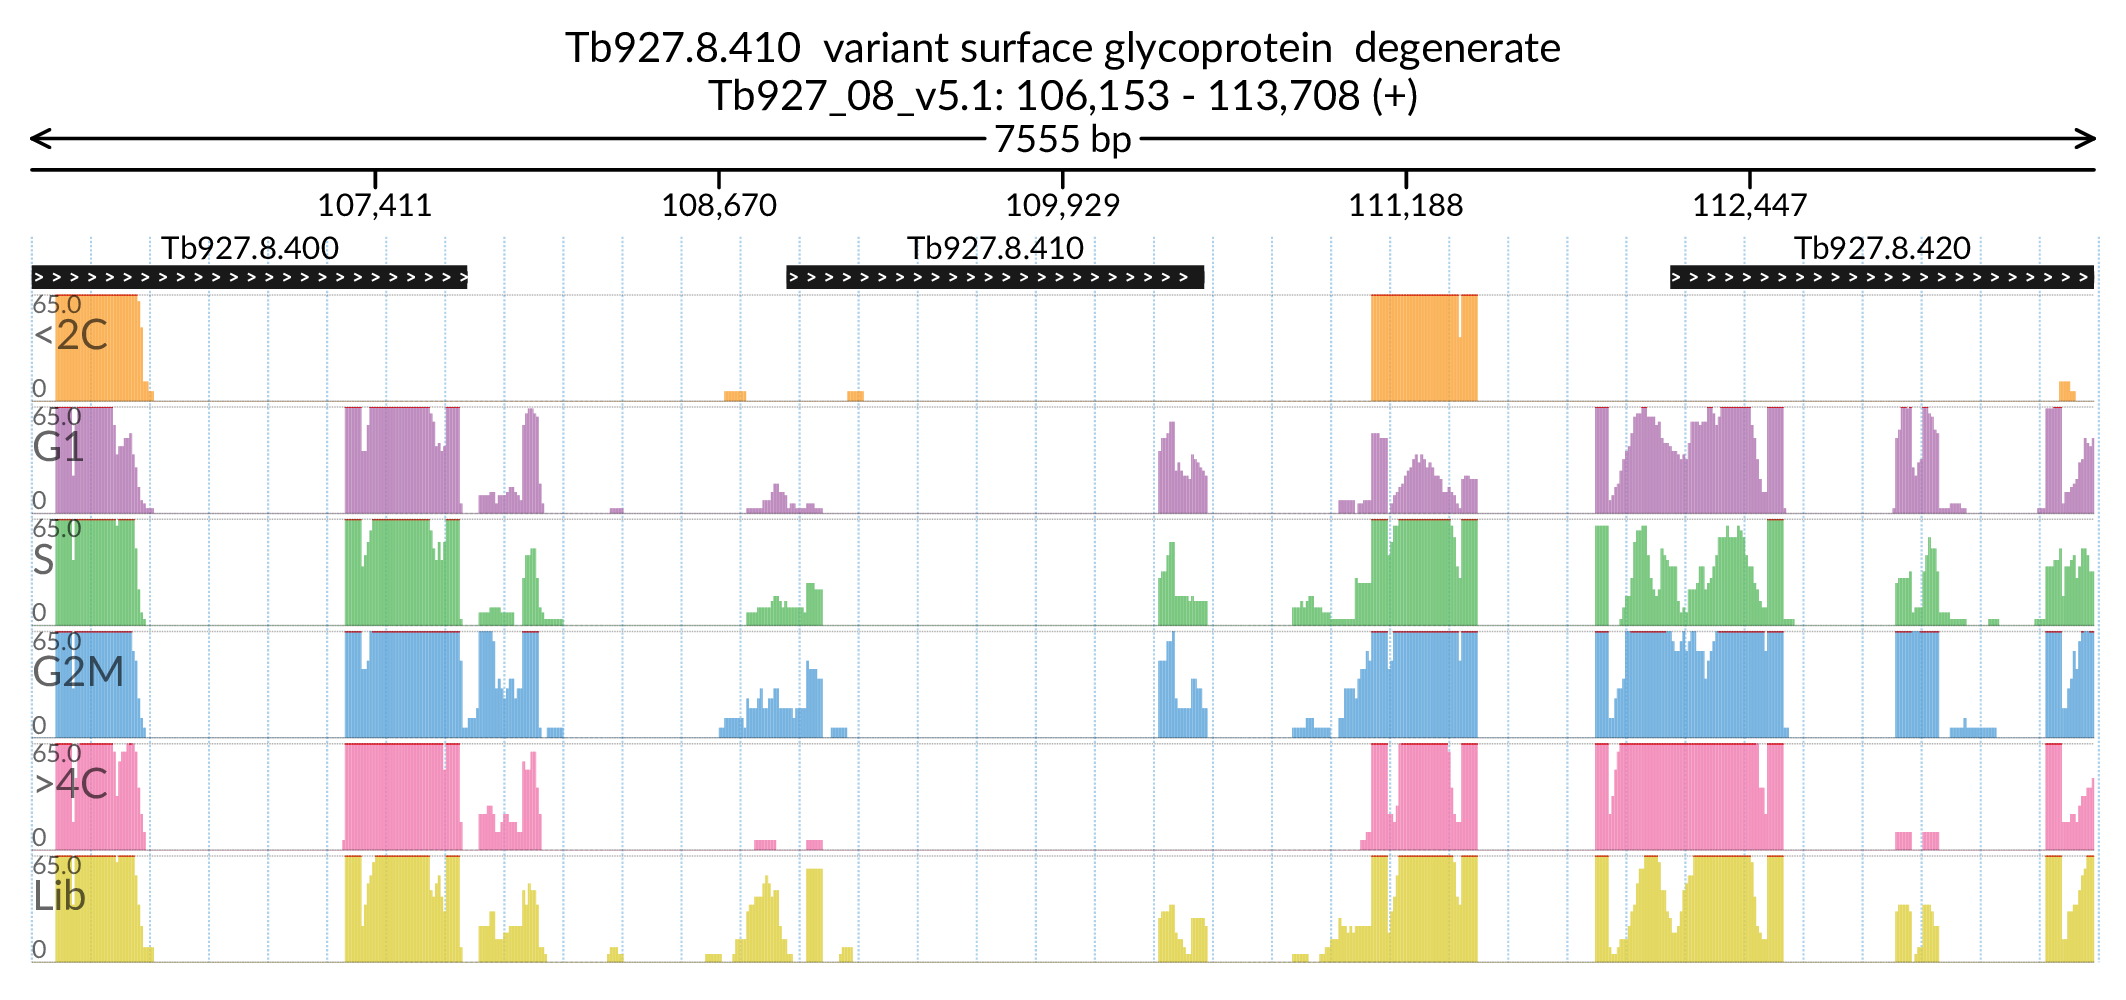 Tb927.8.410 variant surface glycoprotein degenerate
Tb927_08_v5.1: 106,153 - 113,708 (+)
7555 bp
107,411 108,670 109,929 111,188 112,447
Tb927.8.400 Tb927.8.410 Tb927.8.420
65.0
<2C
0
65.0
G1
0
65.0
S
0
65.0
G2M
0
65.0
>4C
0
65.0
Lib
0